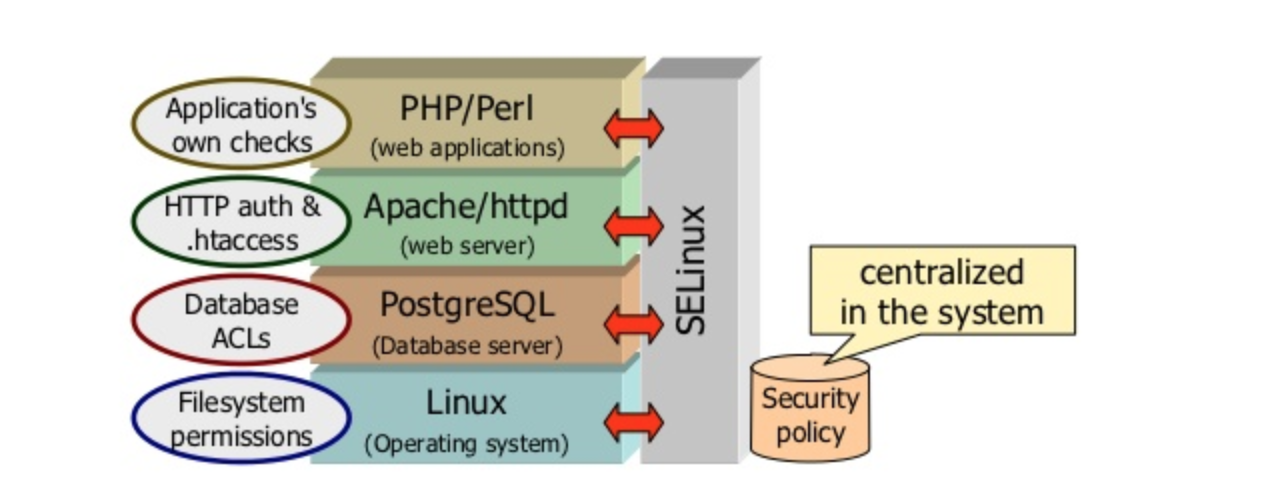 Application's
own checks
PHP/Perl
(web applications)
HTTP auth &
.htaccess
Apache/httpd
(web server)
Database
ACLs
PostgreSQL
(Database server)
Filesystem
permissions
Linux
(Operating system)
SELinux
centralized
in the system
Security
policy